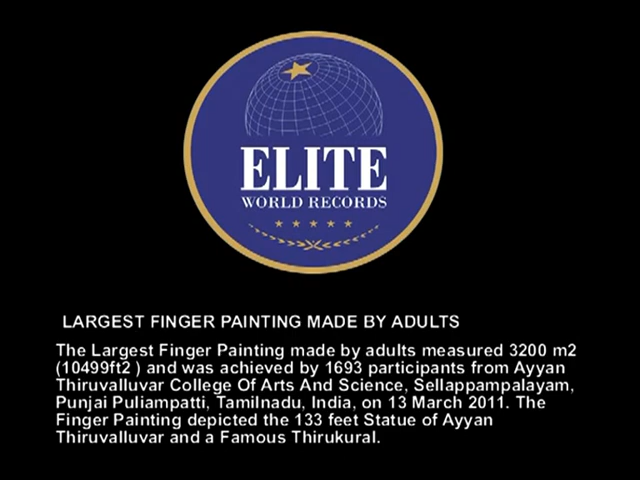 ELITE
WORLD RECORDS
LARGEST FINGER PAINTING MADE BY ADULTS
The Largest Finger Painting made by adults measured 3200 m2
(10499ft2 ) and was achieved by 1693 participants from Ayyan
Thiruvalluvar College Of Arts And Science, Sellappampalayam,
Punjai Puliampatti, Tamilnadu, India, on 13 March 2011. The
Finger Painting depicted the 133 feet Statue of Ayyan
Thiruvalluvar and a Famous Thirukural.